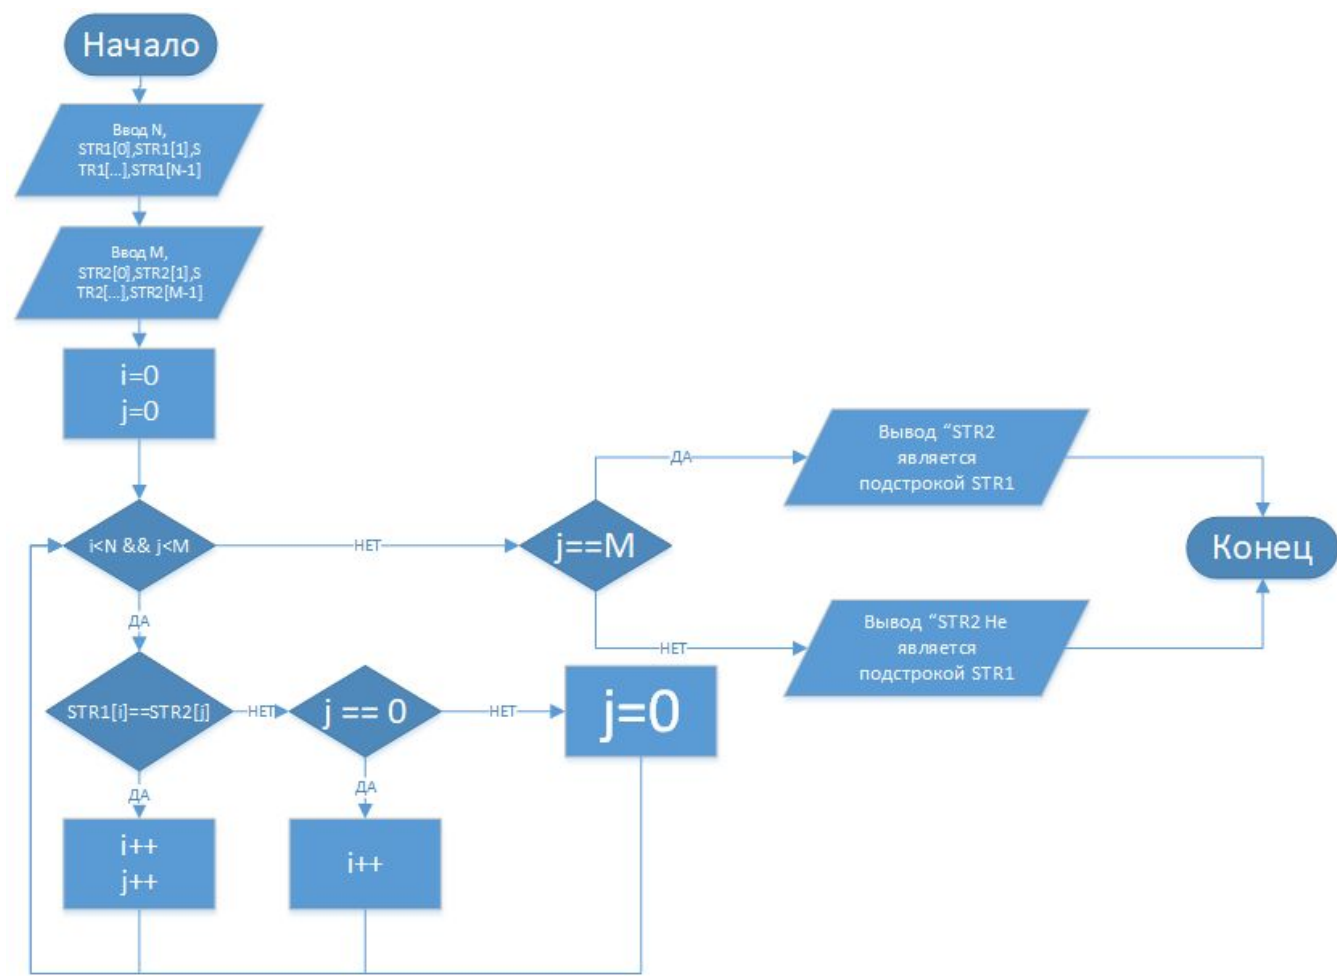 Начало
Ввод N,
STR1[0],STR1[1],S
TR1[...],STR1[N-1]
Ввод M,
STR2[0],STR2[1],S
TR2[...],STR2[M-1]
i=0
j=0
i<N && j<M
НЕТ
j==M
ДА
Вывод “STR2
является
подстрокой STR1
НЕТ
Вывод “STR2 Не
является
подстрокой STR1
Конец
ДА
STR1[i]==STR2[j]
НЕТ
j == 0
НЕТ
j=0
ДА
i++
j++
ДА
i++